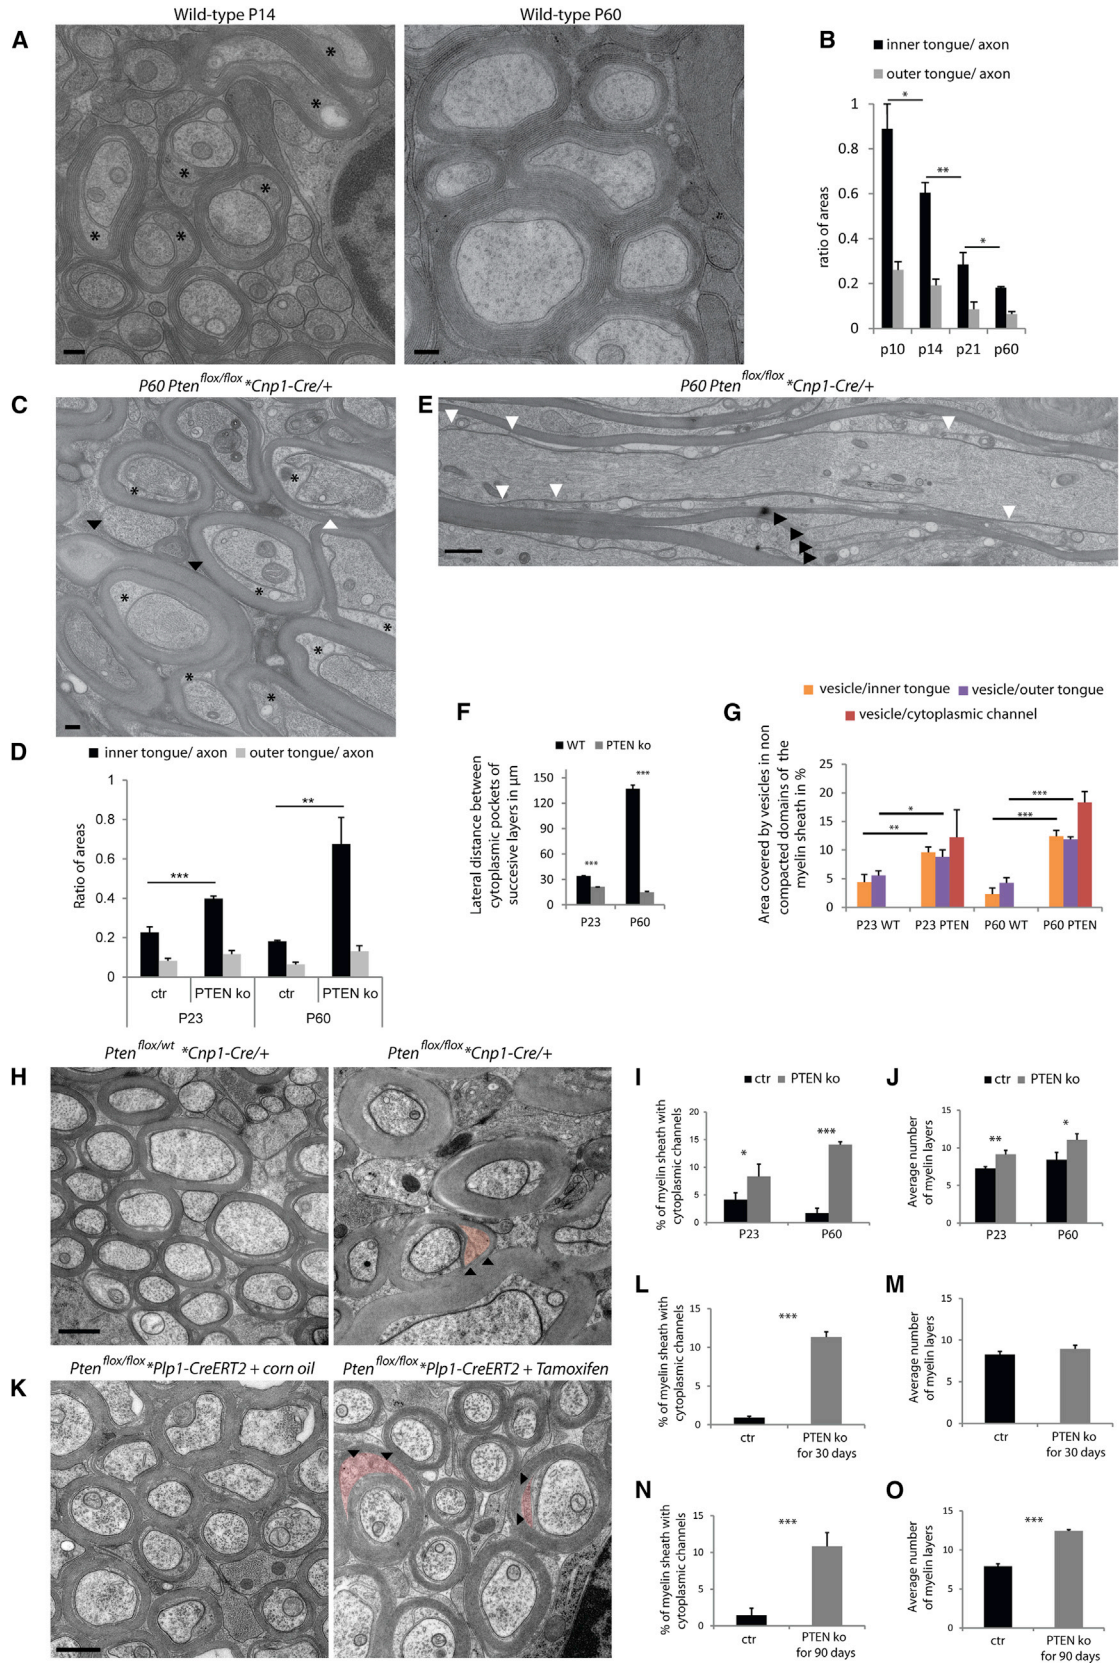 Wild-type P14
Wild-type P60
A
B
inner tongue/ axon
outer tongue/ axon
ratio of areas
1
0.8
0.6
0.4
0.2
0
*
**
*
p10 p14 p21 p60
P60 Pten flox/flox *Cnp1-Cre/+
P60 Pten flox/flox *Cnp1-Cre/+
C
E
D
inner tongue/ axon outer tongue/ axon
Ratio of areas
1
0.8
0.6
0.4
0.2
0
***
**
ctr PTEN ko ctr PTEN ko
P23 P60
F
WT PTEN ko
Lateral distance between
cytoplasmic pockets of
succesive layers in µm
150
120
90
60
30
0
***
***
P23 P60
G
vesicle/inner tongue vesicle/outer tongue
vesicle/cytoplasmic channel
Area covered by vesicles in non
compacted domains of the
myelin sheath in %
25
20
15
10
5
0
**
*
***
***
P23 WT P23 PTEN P60 WT P60 PTEN
Pten flox/wt *Cnp1-Cre/+
Pten flox/flox *Cnp1-Cre/+
H
I
ctr PTEN ko
% of myelin sheath with
cytoplasmic channels
20
15
10
5
0
*
***
P23 P60
J
ctr PTEN ko
Average number
of myelin layers
15
10
5
0
**
*
P23 P60
L
% of myelin sheath with
cytoplasmic channels
15
10
5
0
***
ctr PTEN ko
for 30 days
M
Average number
of myelin layers
15
10
5
0
ctr PTEN ko
for 30 days
Pten flox/flox *Plp1-CreERT2 + corn oil
Pten flox/flox *Plp1-CreERT2 + Tamoxifen
K
N
% of myelin sheath with
cytoplasmic channels
15
10
5
0
***
ctr PTEN ko
for 90 days
O
Average number
of myelin layers
15
10
5
0
***
ctr PTEN ko
for 90 days